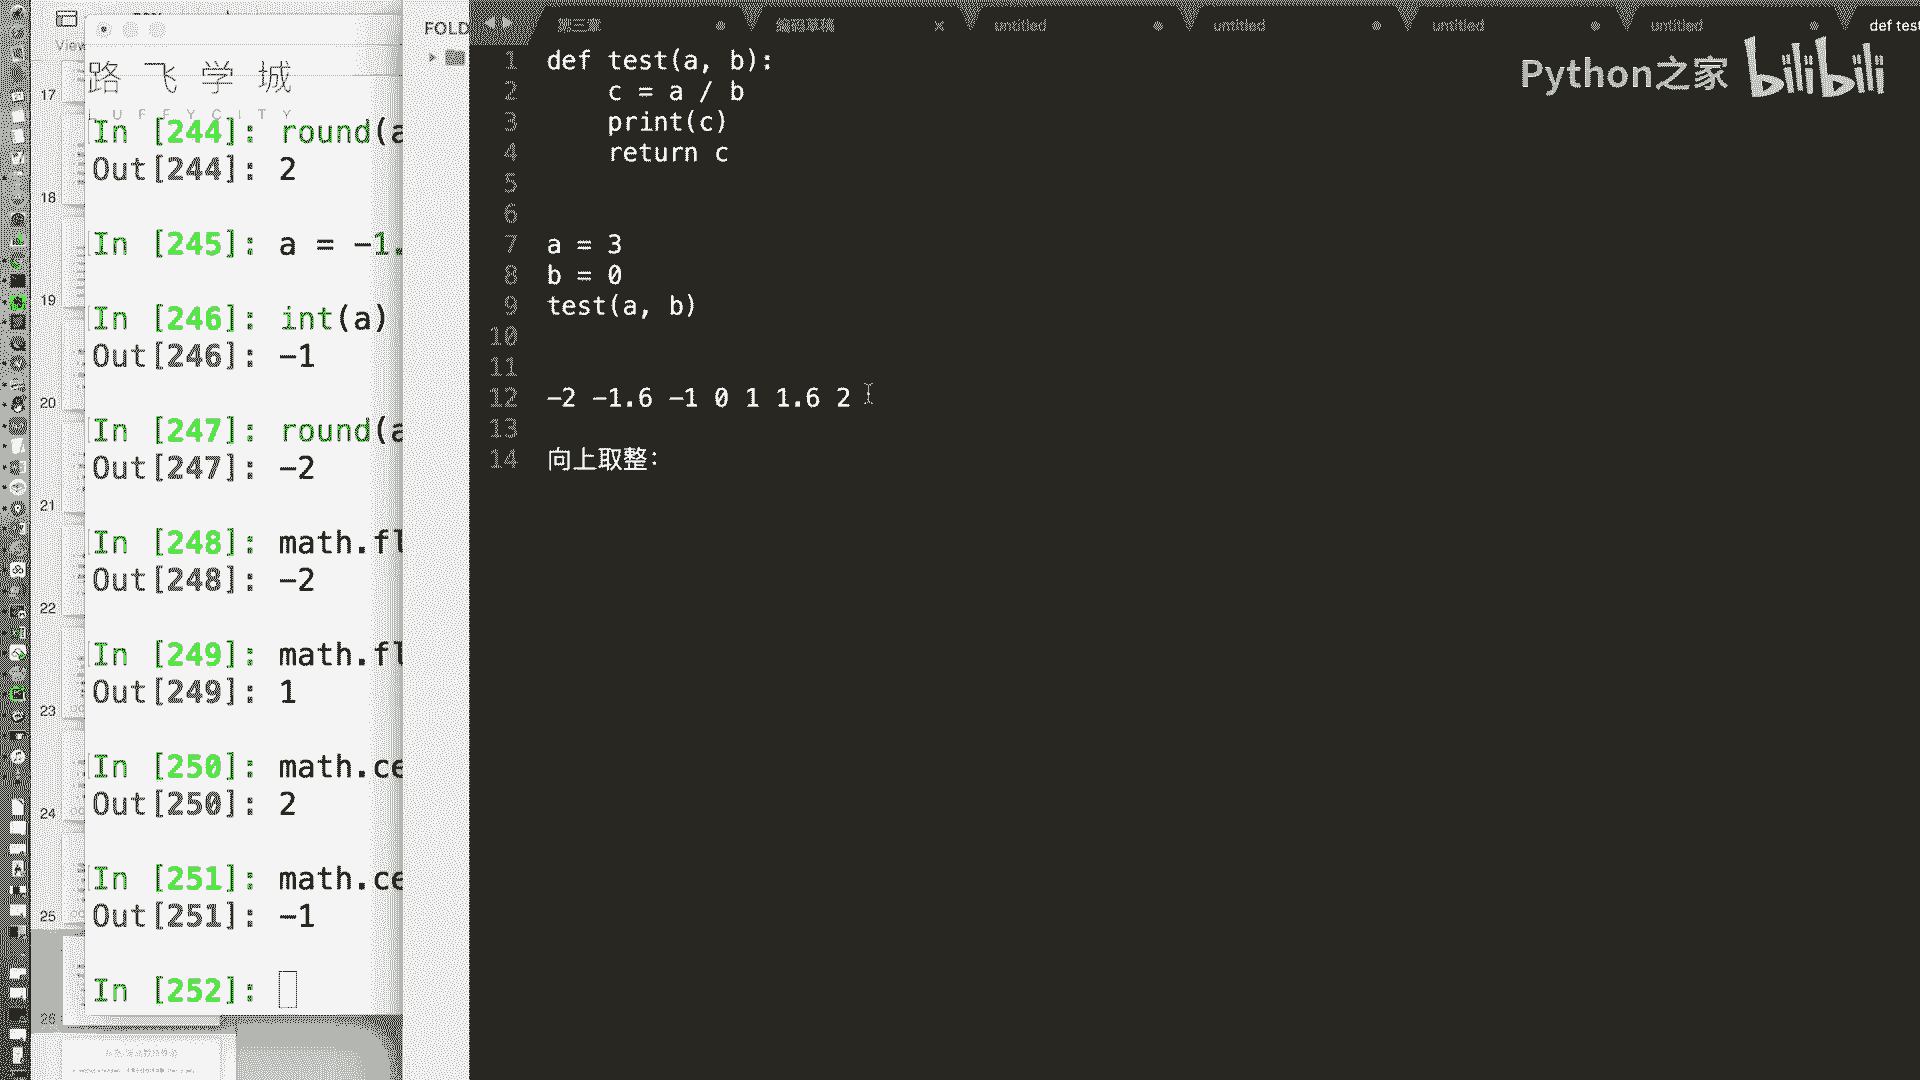 View
路飞学城
LUFFYCITY
In [244]: round(a
Out[244]: 2
In [245]: a = -1.
In [246]: int(a)
Out[246]: -1
In [247]: round(a
Out[247]: -2
In [248]: math.fl
Out[248]: -2
In [249]: math.fl
Out[249]: 1
In [250]: math.ce
Out[250]: 2
In [251]: math.ce
Out[251]: -1
In [252]:
17
18
19
20
21
22
23
24
25
26
FOLD
第三章
编码草稿
untitled
untitled
untitled
untitled
def test
Python之家 bilibili
1 def test(a, b):
2 c = a / b
3 print(c)
4 return c
5
6
7 a = 3
8 b = 0
9 test(a, b)
10
11
12 -2 -1.6 -1 0 1 1.6 2
13
14 向上取整：